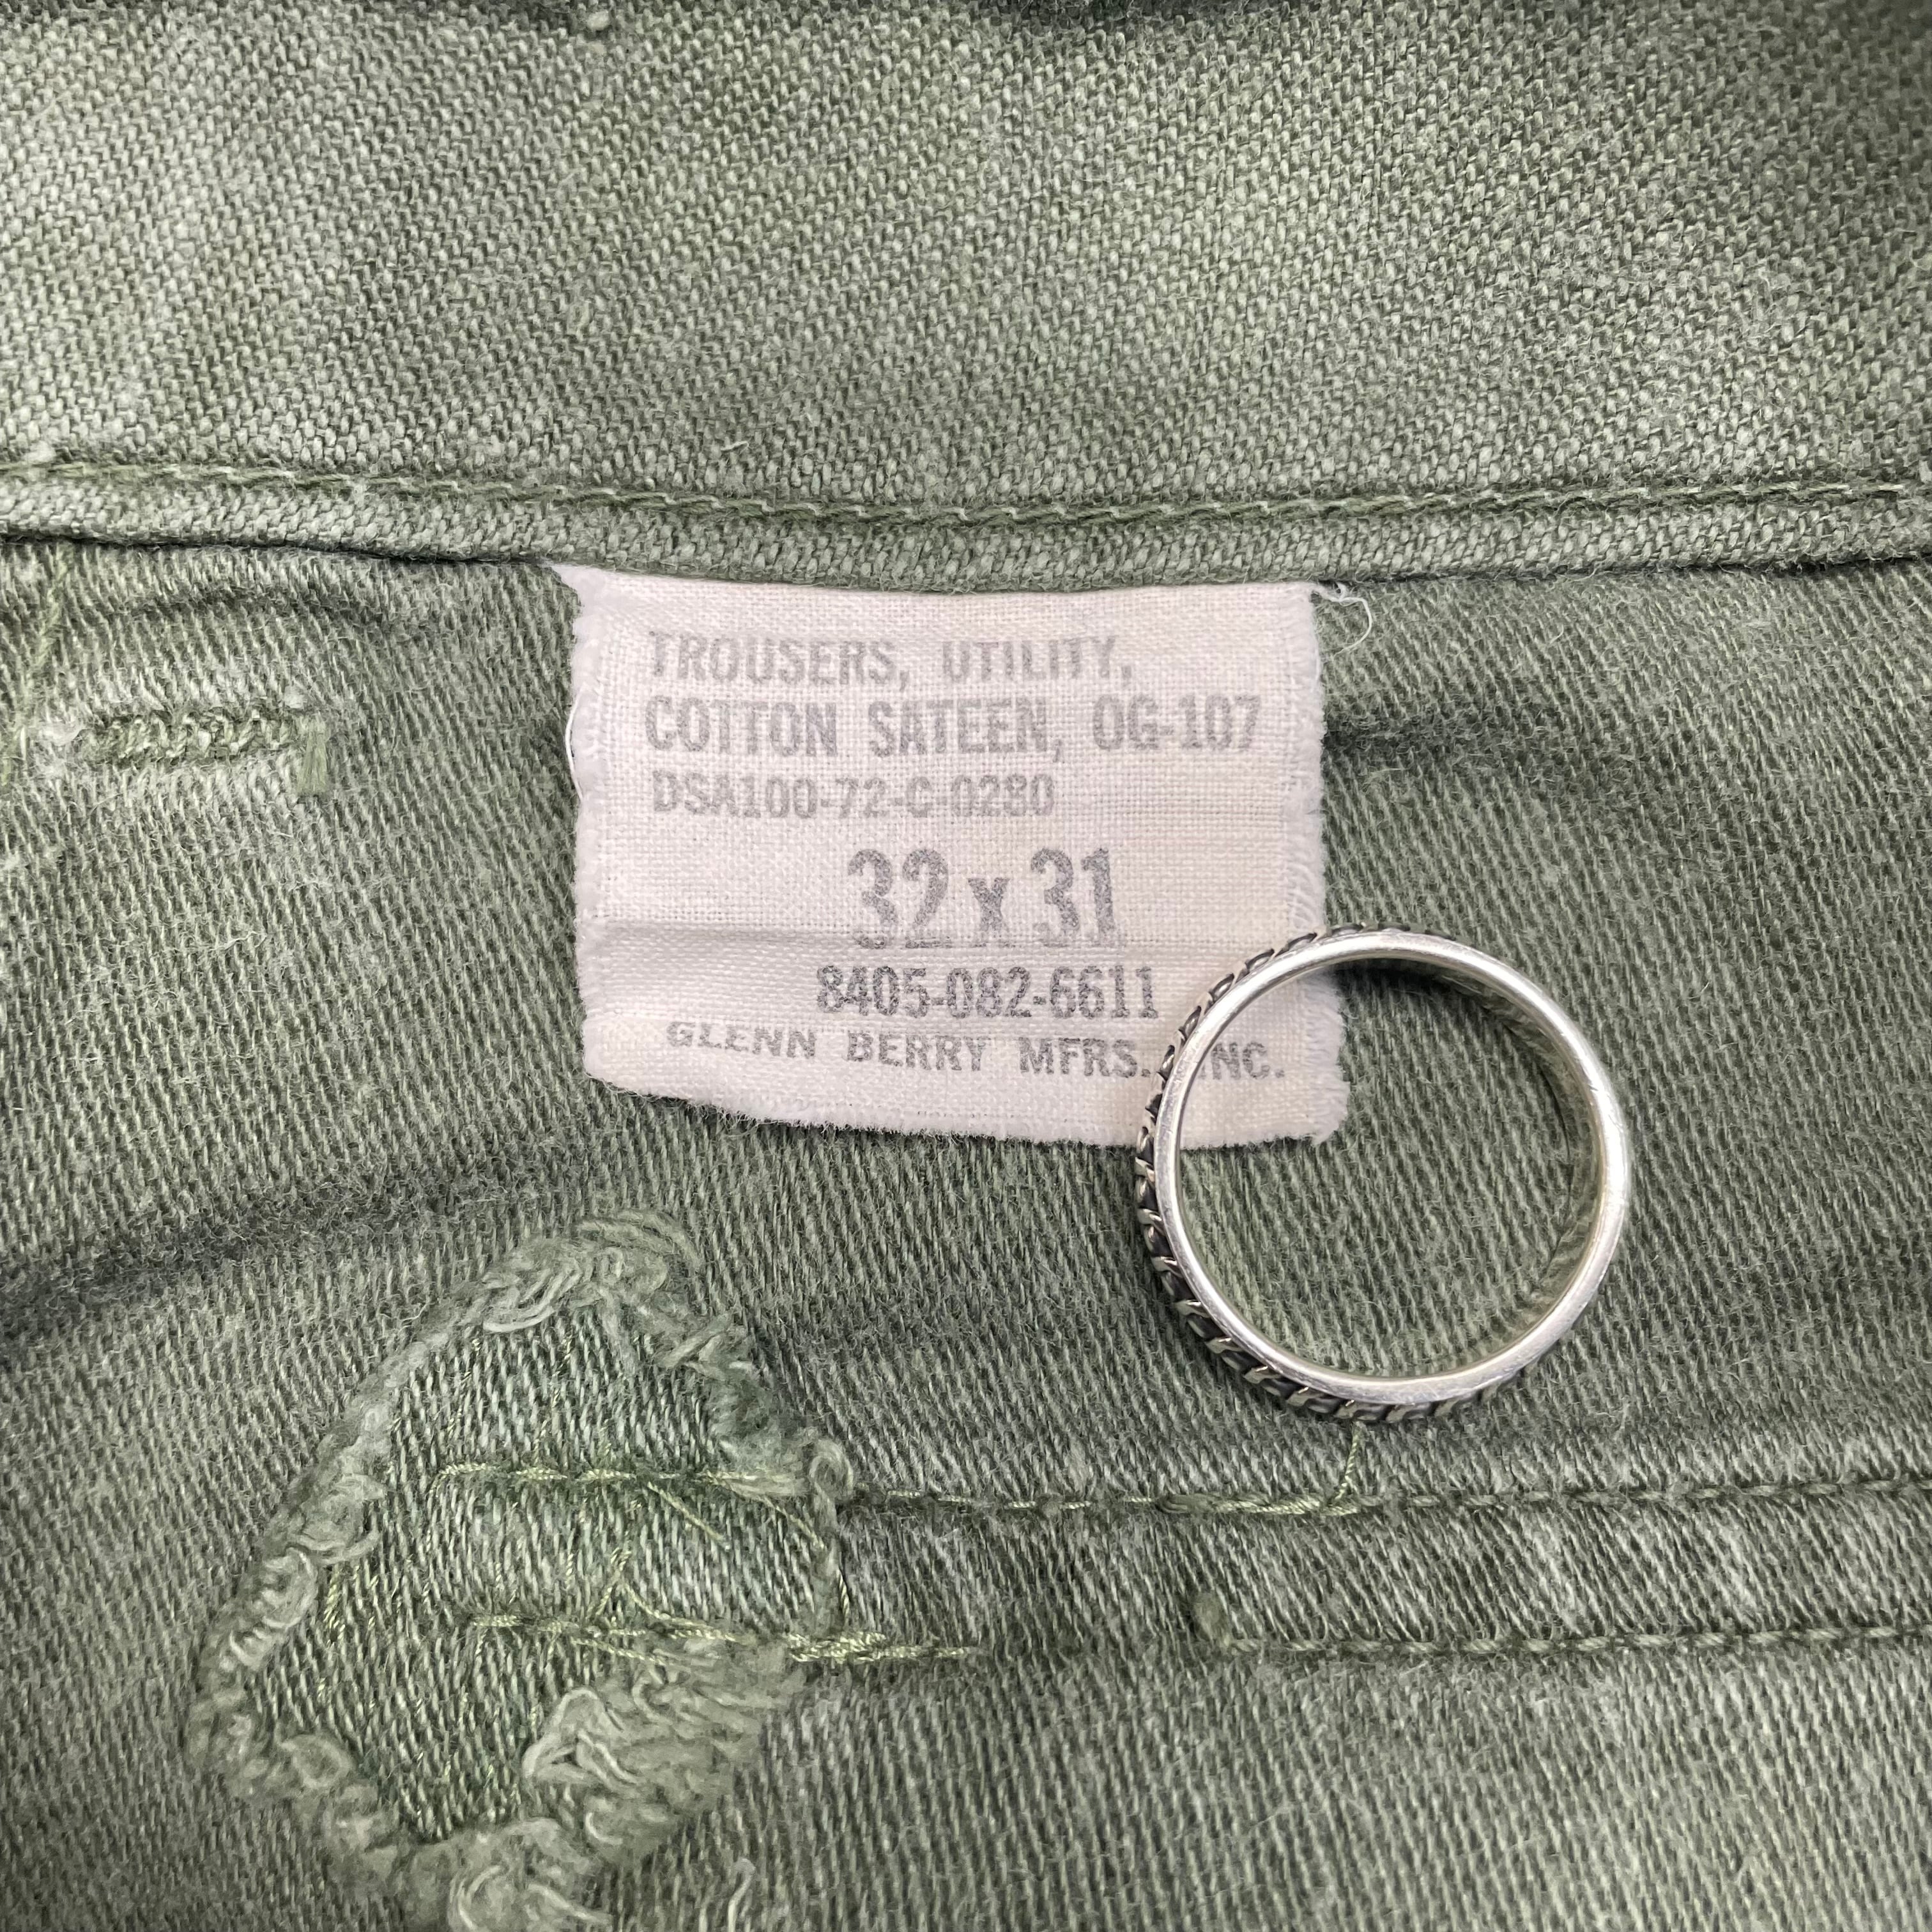 TROUSERS, UTILITY,
COTTON SATEEN, OG-107
DSA100-72-C-0280
32 x 31
8405-082-6611
GLENN BERRY MFRS. INC.